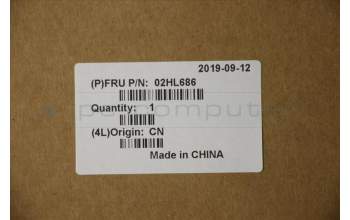 2019-09-12
(P)FRU P/N: 02HL686
Quantity: 1
(4L)Origin: CN
Made in CHINA